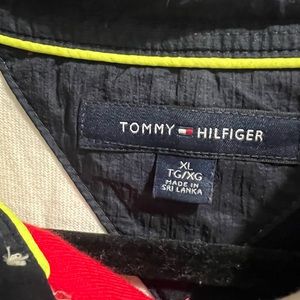 TOMMY HILFIGER
XL
TG/XG
MADE IN
SRI LANKA